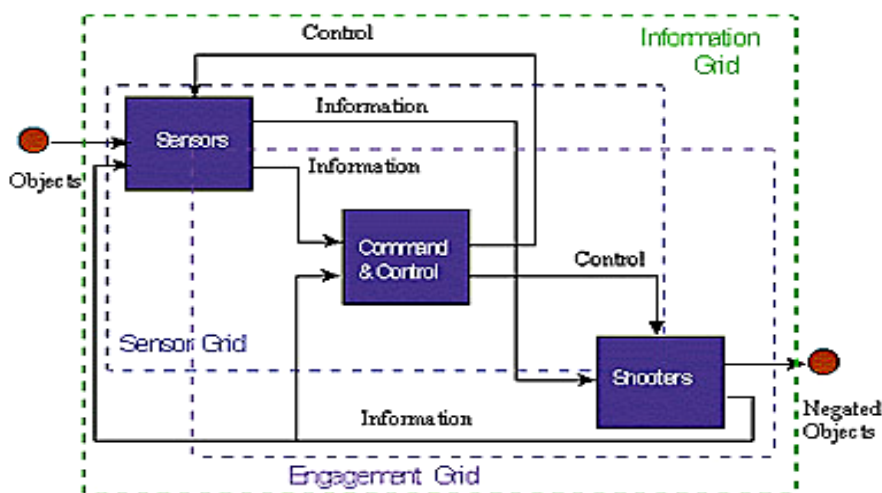 Control
Information
Grid
Information
Sensors
Information
Objects
Command
& Control
Control
Sensor Grid
Shooters
Information
Negated
Objects
Engagement Grid